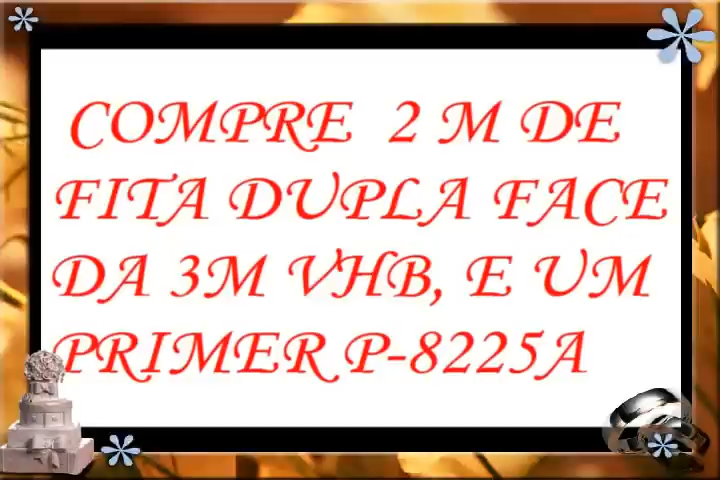 COMPRE 2 M DE
FITA DUPLA FACE
DA 3M VHB, E UM
PRIMER P-8225A